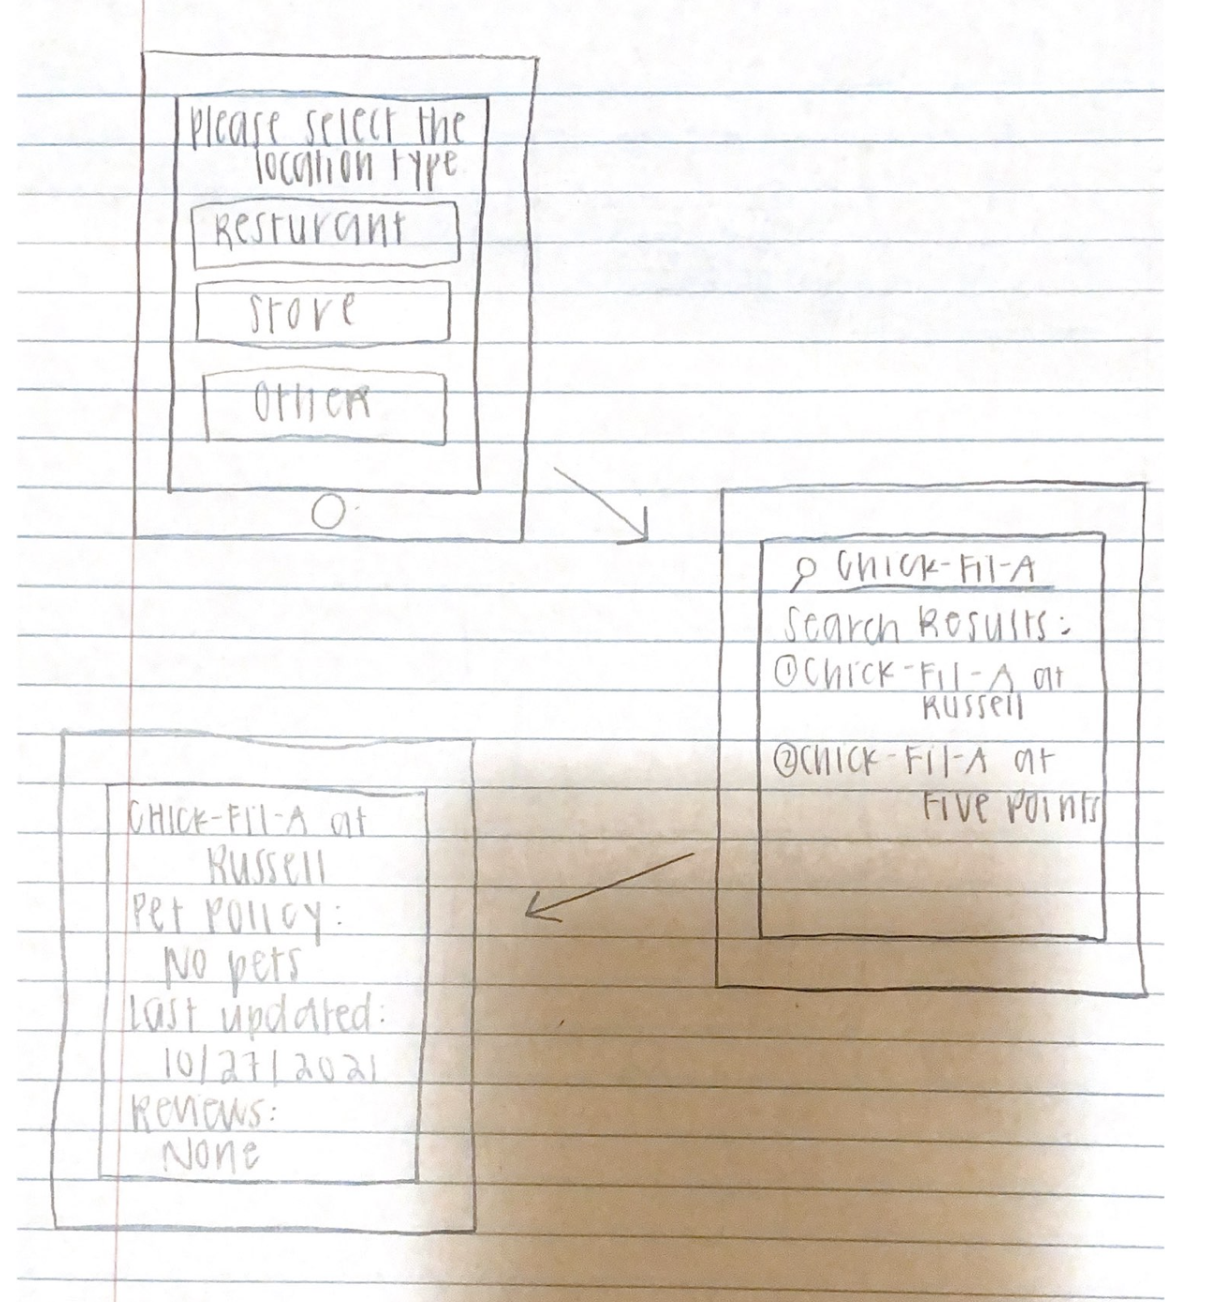 please select the
location type
Resturant
Store
Other
Chick-Fil-A
Search Results:
①Chick-Fil-A at
Russell
②Chick-Fil-A at
Five Points
CHICK-Fil-A at
Russell
Pet Policy:
No pets
Last updated:
10/27/2021
Reviews:
None